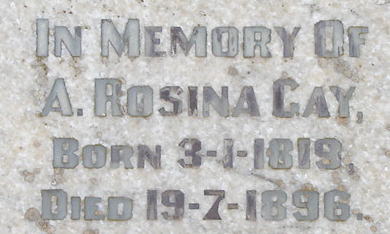 In Memory Of
A. Rosina Gay,
Born 3-1-1819,
Died 19-7-1896.